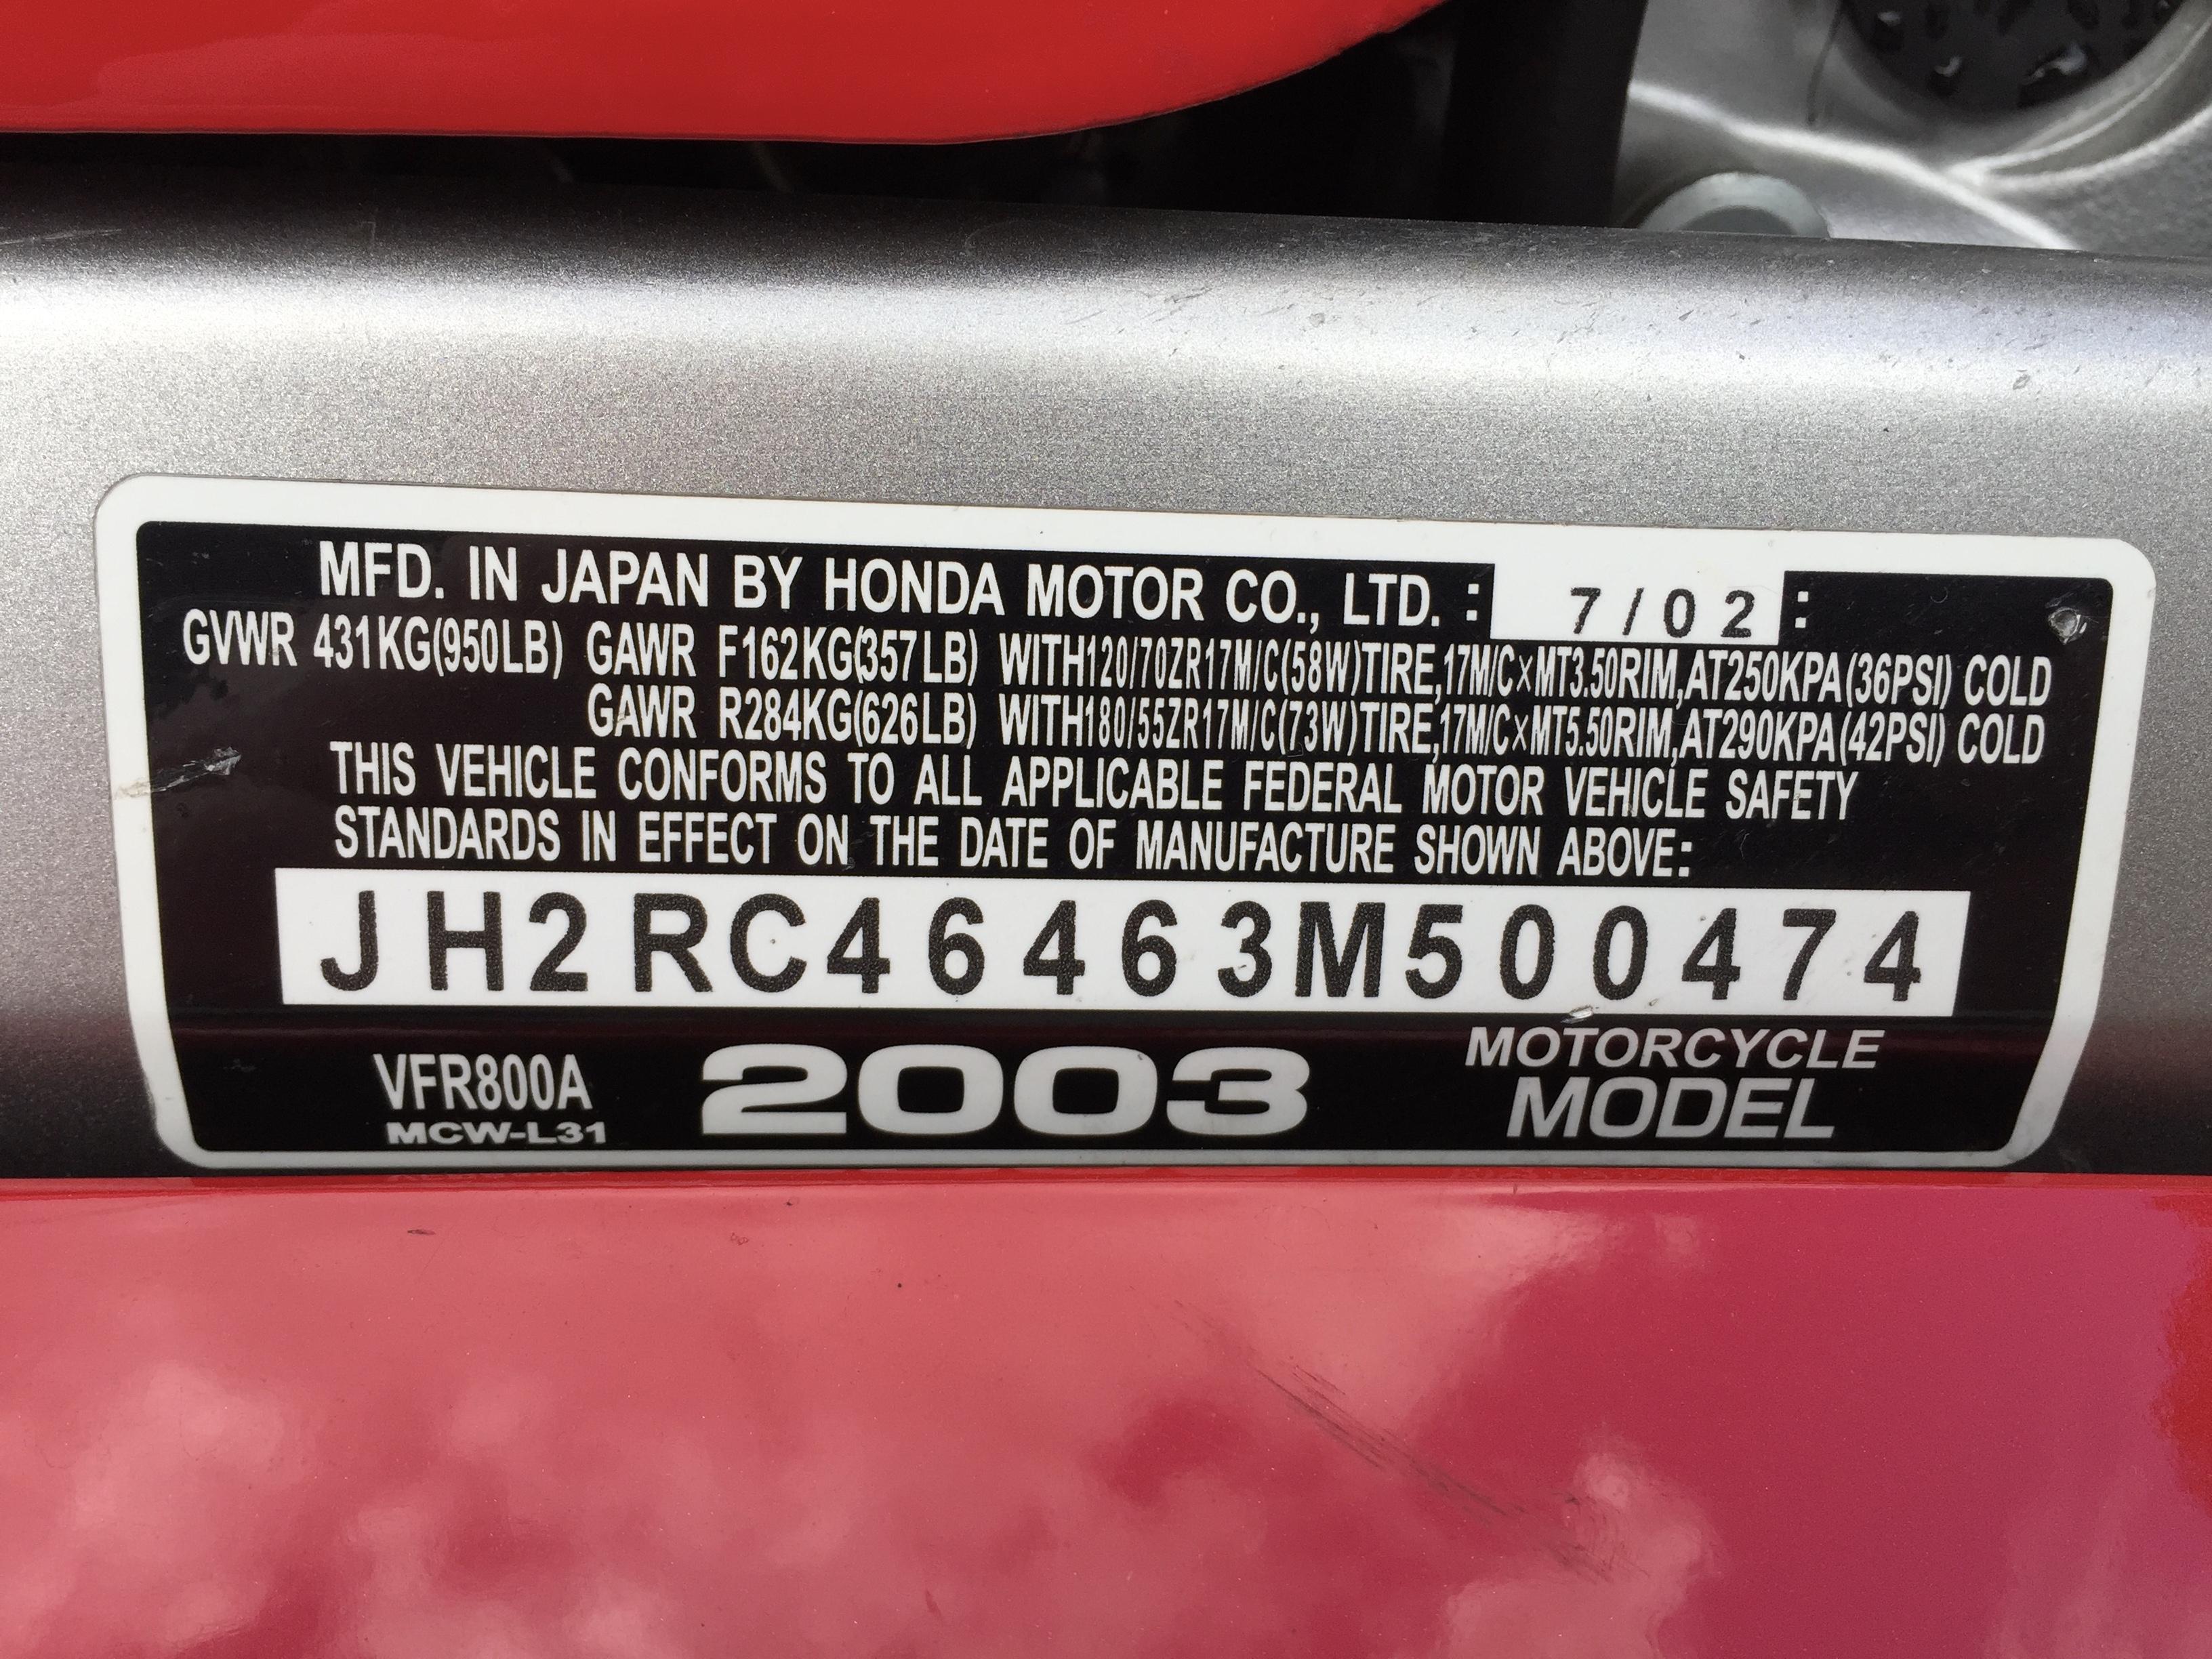 MFD. IN JAPAN BY HONDA MOTOR CO., LTD. : 7/02 :
GVWR 431KG(950LB) GAWR F162KG(357LB) WITH120/70ZR17M/C(58W)TIRE,17M/C×MT3.50RIM,AT250KPA(36PSI) COLD
GAWR R284KG(626LB) WITH180/55ZR17M/C(73W)TIRE,17M/C×MT5.50RIM,AT290KPA(42PSI) COLD
THIS VEHICLE CONFORMS TO ALL APPLICABLE FEDERAL MOTOR VEHICLE SAFETY
STANDARDS IN EFFECT ON THE DATE OF MANUFACTURE SHOWN ABOVE:
JH2RC46463M500474
VFR800A
MCW-L31
2003
MOTORCYCLE
MODEL